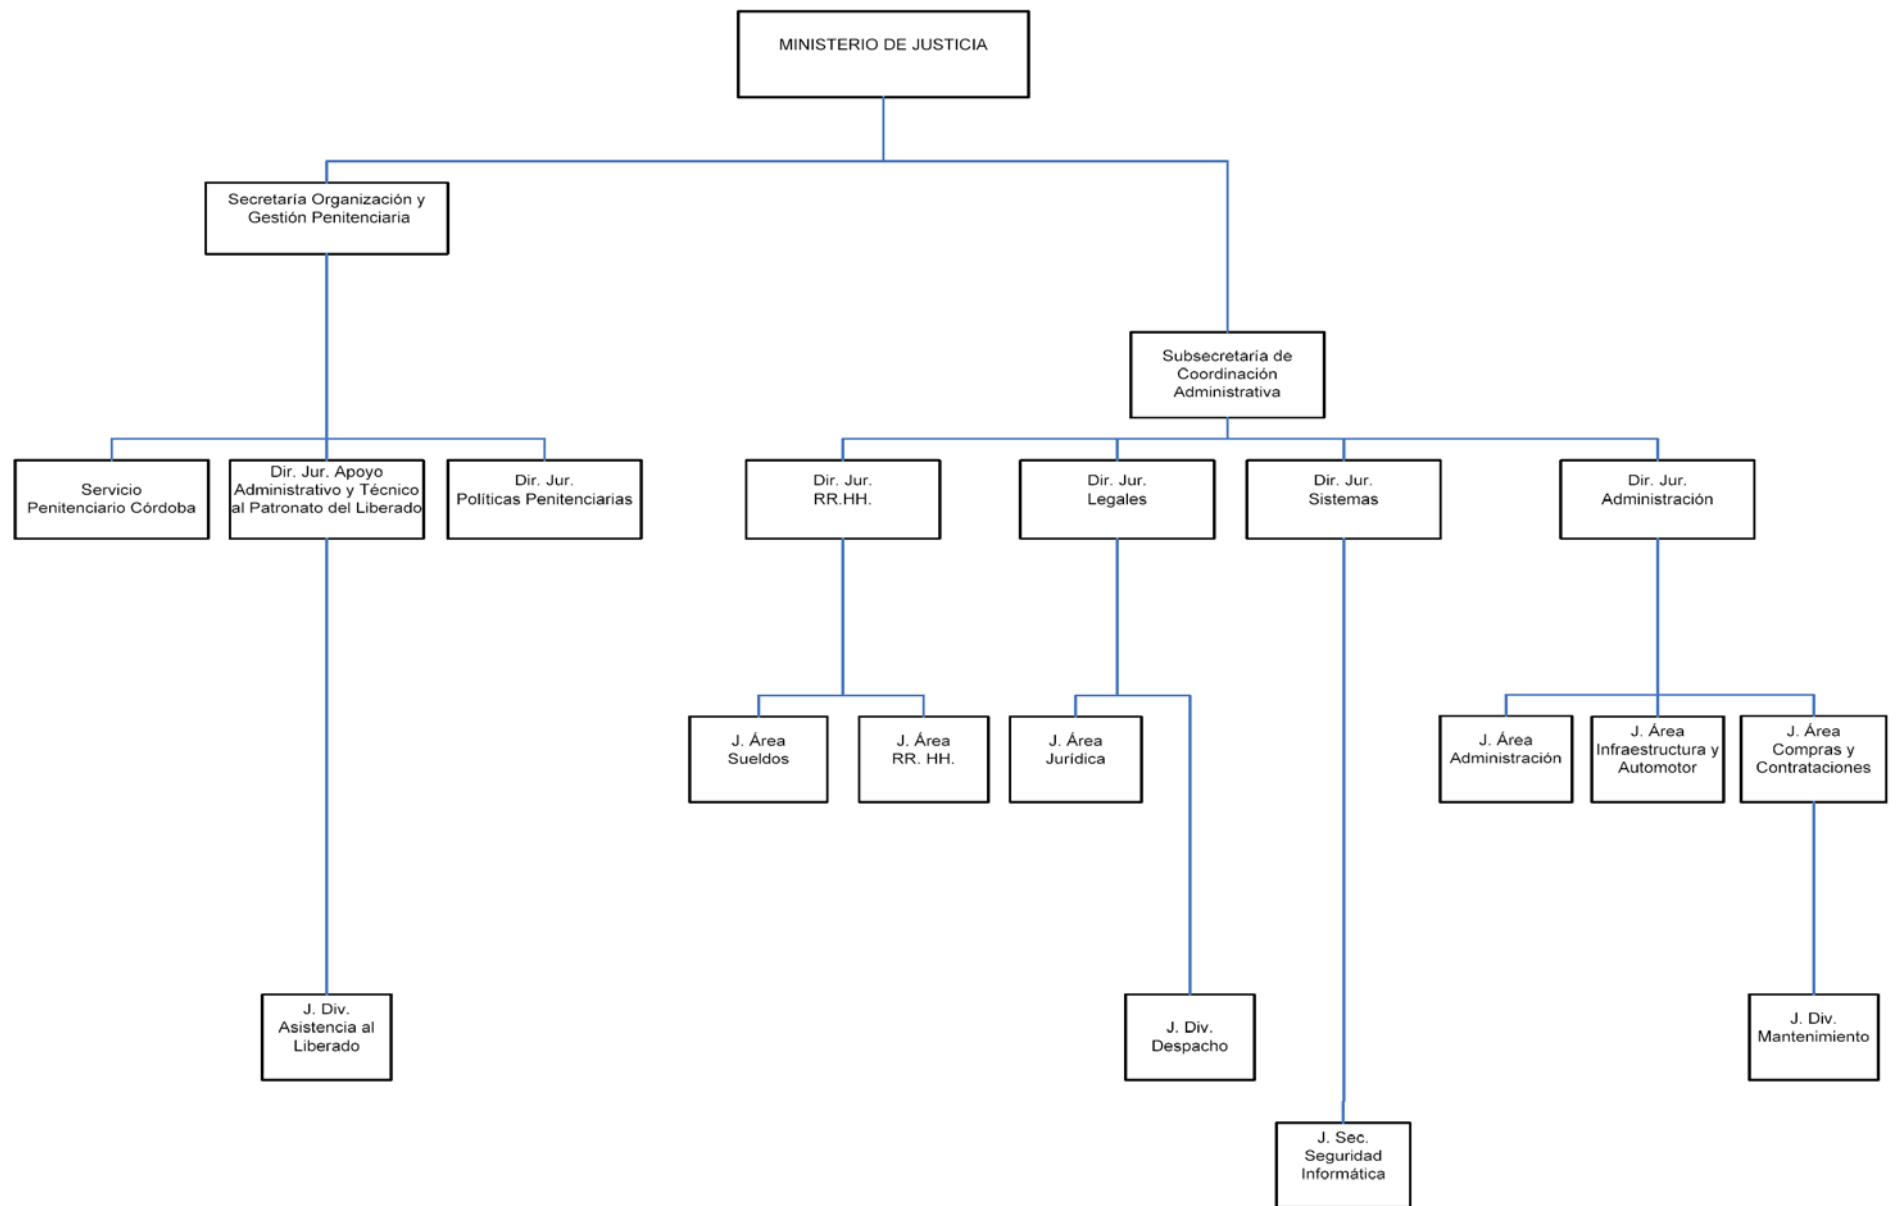 MINISTERIO DE JUSTICIA
Secretaría Organización y
Gestión Penitenciaria
Subsecretaría de
Coordinación
Administrativa
Servicio
Penitenciario Córdoba
Dir. Jur. Apoyo
Administrativo y Técnico
al Patronato del Liberado
Dir. Jur.
Políticas Penitenciarias
Dir. Jur.
RR.HH.
Dir. Jur.
Legales
Dir. Jur.
Sistemas
Dir. Jur.
Administración
J. Área
Sueldos
J. Área
RR. HH.
J. Área
Jurídica
J. Área
Administración
J. Área
Infraestructura y
Automotor
J. Área
Compras y
Contrataciones
J. Div.
Asistencia al
Liberado
J. Div.
Despacho
J. Div.
Mantenimiento
J. Sec.
Seguridad
Informática